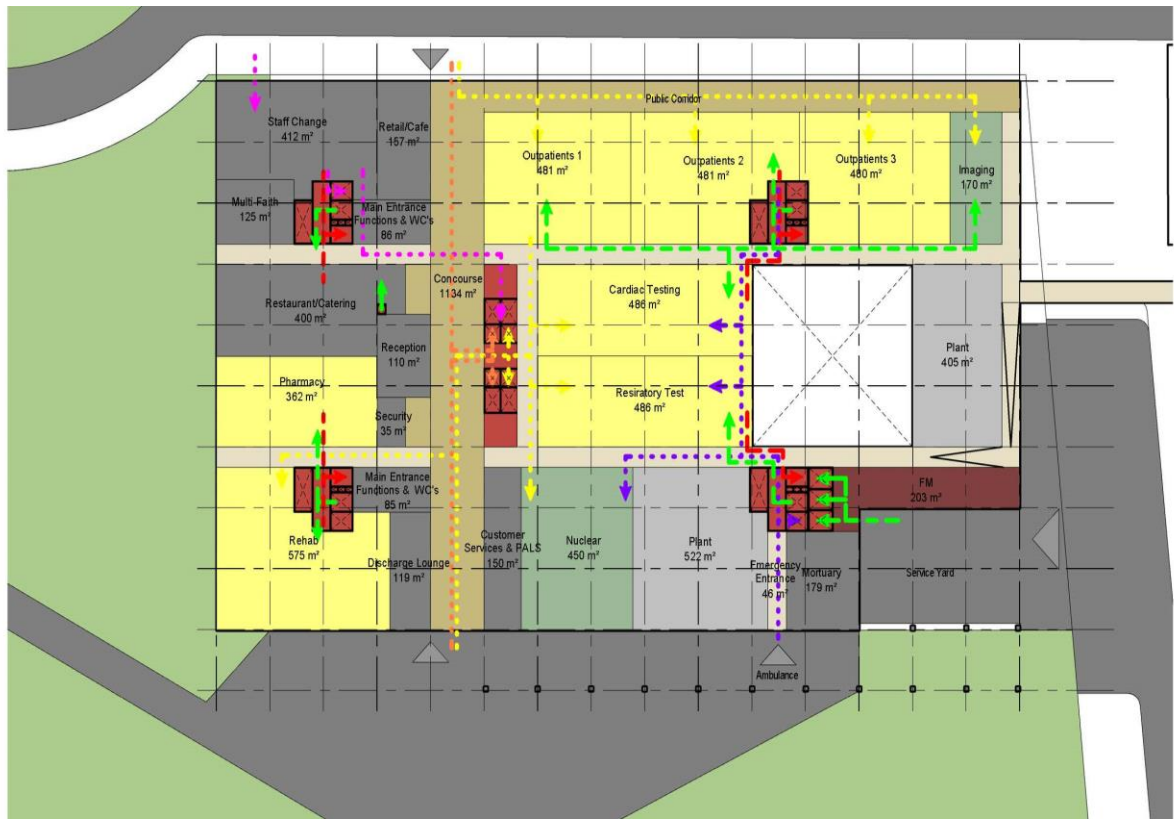 Public Corridor
Staff Change
412 m²
Retail/Cafe
157 m²
Outpatients 1
481 m²
Outpatients 2
481 m²
Outpatients 3
480 m²
Imaging
170 m²
Multi-Faith
125 m²
Main Entrance
Functions & WC's
86 m²
Concourse
1134 m²
Restaurant/Catering
400 m²
Cardiac Testing
486 m²
Reception
110 m²
Plant
405 m²
Pharmacy
362 m²
Resiratory Test
486 m²
Security
35 m²
Main Entrance
Functions & WC's
85 m²
FM
203 m²
Rehab
575 m²
Discharge Lounge
119 m²
Customer
Services & PALS
150 m²
Nuclear
450 m²
Plant
522 m²
Emergency
Entrance
46 m²
Mortuary
179 m²
Service Yard
Ambulance